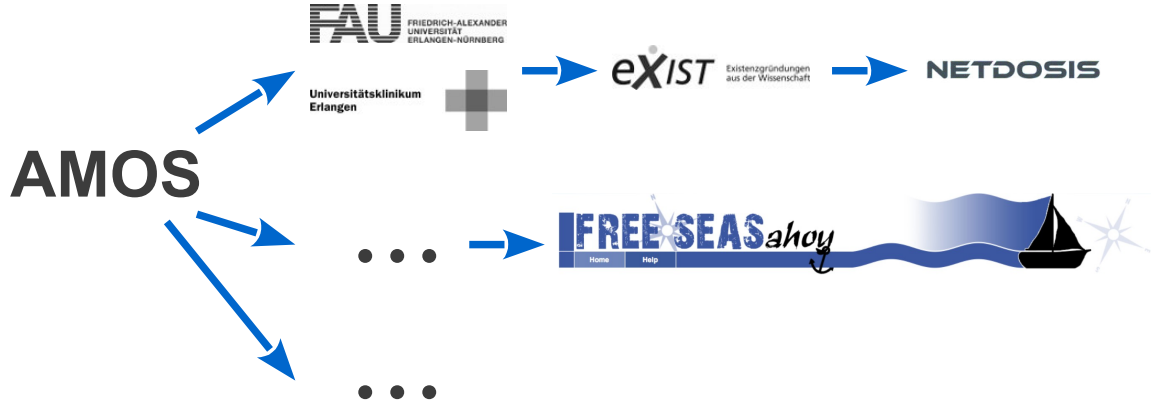 FAU
FRIEDRICH-ALEXANDER
UNIVERSITÄT
ERLANGEN-NÜRNBERG
Universitätsklinikum
Erlangen
eXIST
Existenzgründungen
aus der Wissenschaft
NETDOSIS
AMOS
...
FREE SEAS ahoy
Home Help
...